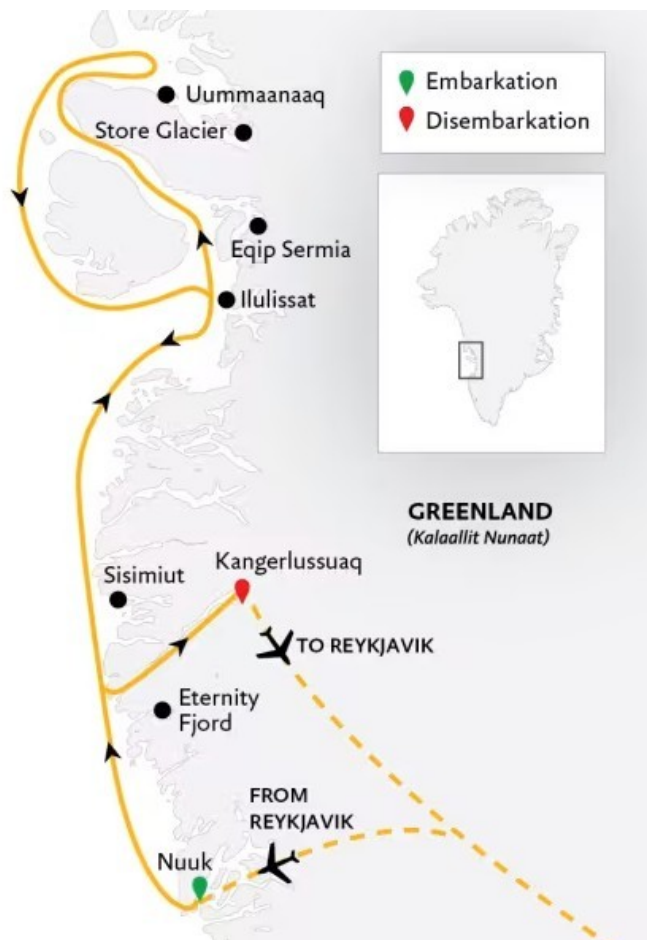 Embarkation
Disembarkation
Uummaanaaq
Store Glacier
Eqip Sermia
Ilulissat
GREENLAND
(Kalaallit Nunaat)
Kangerlussuaq
Sisimiut
TO REYKJAVIK
Eternity
Fjord
FROM
REYKJAVIK
Nuuk